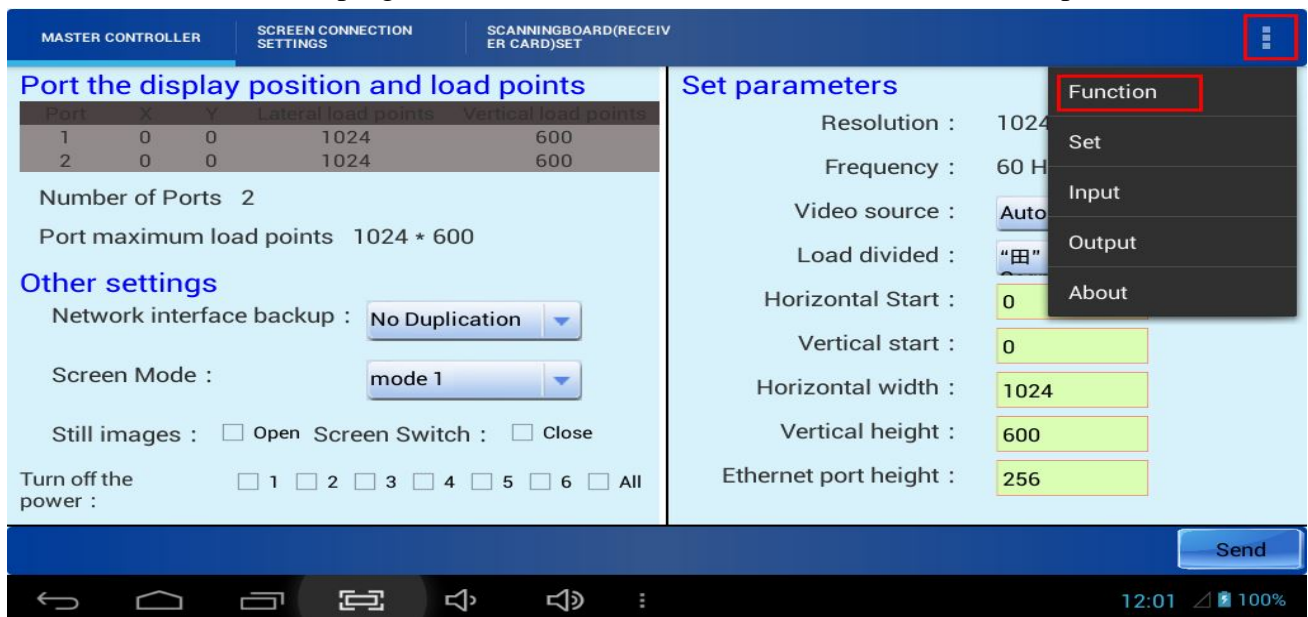 MASTER CONTROLLER
SCREEN CONNECTION
SETTINGS
SCANNINGBOARD(RECEIV
ER CARD)SET
Port the display position and load points
Port X Y Lateral load points Vertical load points
1 0 0 1024 600
2 0 0 1024 600
Number of Ports 2
Port maximum load points 1024 * 600
Other settings
Network interface backup : No Duplication
Screen Mode : mode 1
Still images : Open Screen Switch : Close
Turn off the
power : 1 2 3 4 5 6 All
Set parameters
Resolution : 1024
Frequency : 60 H
Video source : Auto
Load divided : "田"
Horizontal Start : 0
Vertical start : 0
Horizontal width : 1024
Vertical height : 600
Ethernet port height : 256
Function
Set
Input
Output
About
Send
12:01 100%